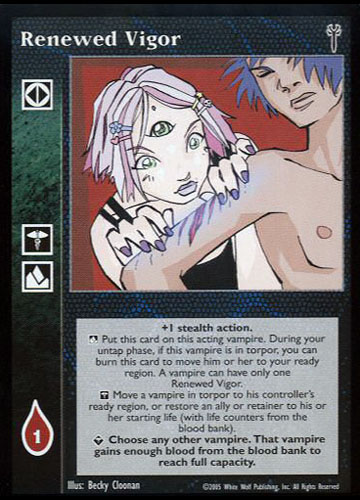 Renewed Vigor
+1 stealth action.
Put this card on this acting vampire. During your
untap phase, if this vampire is in torpor, you can
burn this card to move him or her to your ready
region. A vampire can have only one
Renewed Vigor.
Move a vampire in torpor to his controller's
ready region, or restore an ally or retainer to his or
her starting life (with life counters from the
blood bank).
Choose any other vampire. That vampire
gains enough blood from the blood bank to
reach full capacity.
1
Illus: Becky Cloonan ©2005 White Wolf Publishing, Inc. All Rights Reserved